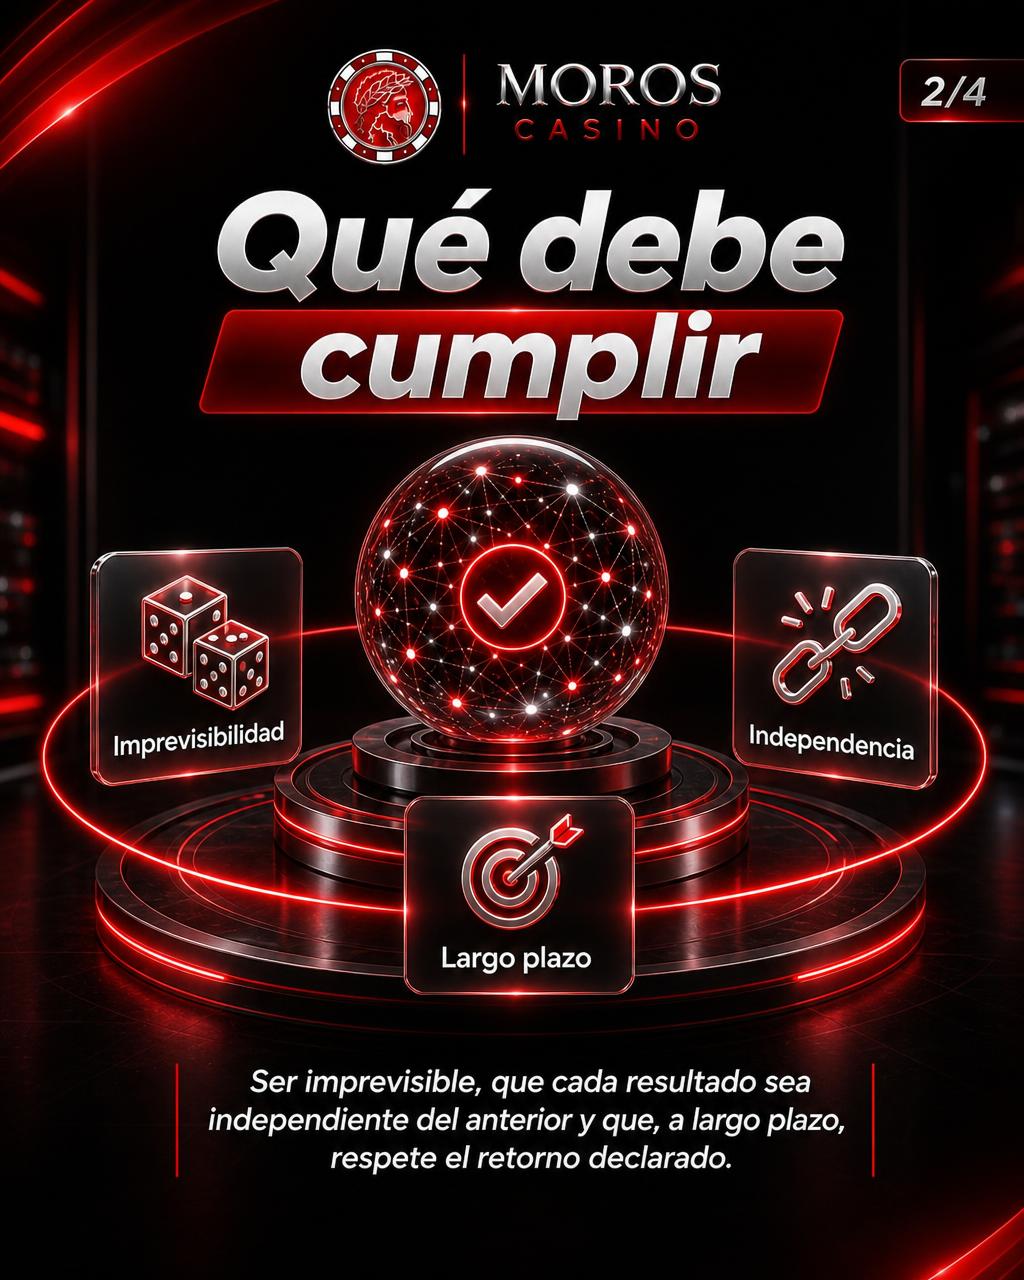 MOROS
CASINO
2/4
Qué debe
cumplir
Imprevisibilidad
Independencia
Largo plazo
Ser imprevisible, que cada resultado sea
independiente del anterior y que, a largo plazo,
respete el retorno declarado.